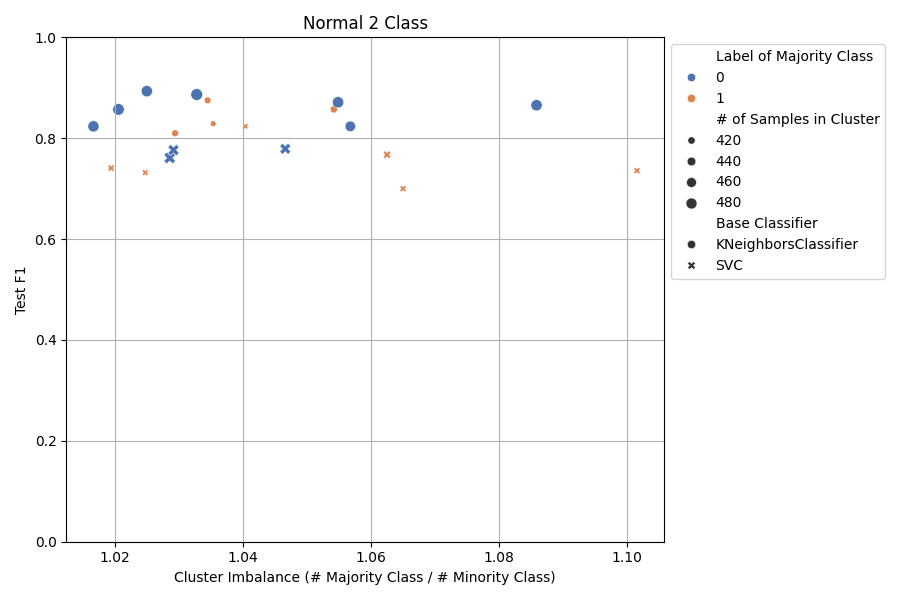 Normal 2 Class
1.0
0.8
0.6
0.4
0.2
0.0
Test F1
1.02
1.04
1.06
1.08
1.10
Cluster Imbalance (# Majority Class / # Minority Class)
Label of Majority Class
0
1
# of Samples in Cluster
420
440
460
480
Base Classifier
KNeighborsClassifier
SVC